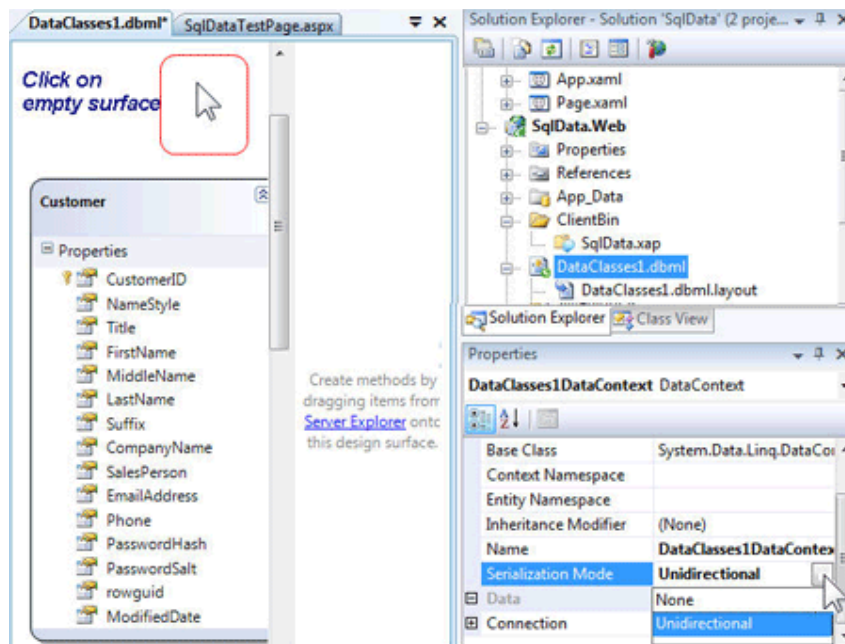 DataClasses1.dbml* SqlDataTestPage.aspx
Click on
empty surface
Customer
Properties
CustomerID
NameStyle
Title
FirstName
MiddleName
LastName
Suffix
CompanyName
SalesPerson
EmailAddress
Phone
PasswordHash
PasswordSalt
rowguid
ModifiedDate
Create methods by
dragging items from
Server Explorer onto
this design surface.
Solution Explorer - Solution 'SqlData' (2 proje...
App.xaml
Page.xaml
SqlData.Web
Properties
References
App_Data
ClientBin
SqlData.xap
DataClasses1.dbml
DataClasses1.dbml.layout
Solution Explorer Class View
Properties
DataClasses1DataContext DataContext
Base Class System.Data.Linq.DataCo
Context Namespace
Entity Namespace
Inheritance Modifier (None)
Name DataClasses1DataContex
Serialization Mode Unidirectional
Data None
Connection Unidirectional